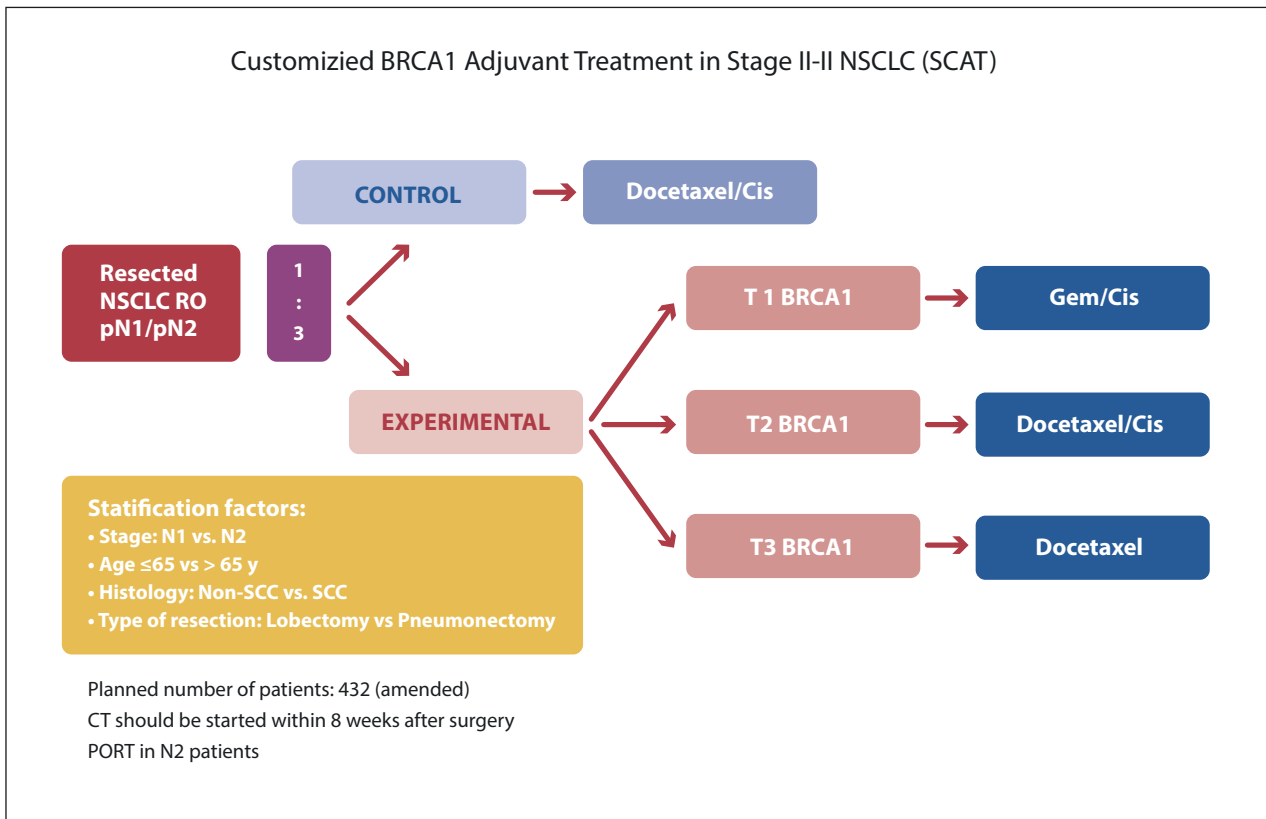 Customizied BRCA1 Adjuvant Treatment in Stage II-II NSCLC (SCAT)
CONTROL
Docetaxel/Cis
Resected
NSCLC RO
pN1/pN2
1
:
3
T 1 BRCA1
Gem/Cis
EXPERIMENTAL
T2 BRCA1
Docetaxel/Cis
T3 BRCA1
Docetaxel
Statification factors:
• Stage: N1 vs. N2
• Age ≤65 vs > 65 y
• Histology: Non-SCC vs. SCC
• Type of resection: Lobectomy vs Pneumonectomy
Planned number of patients: 432 (amended)
CT should be started within 8 weeks after surgery
PORT in N2 patients